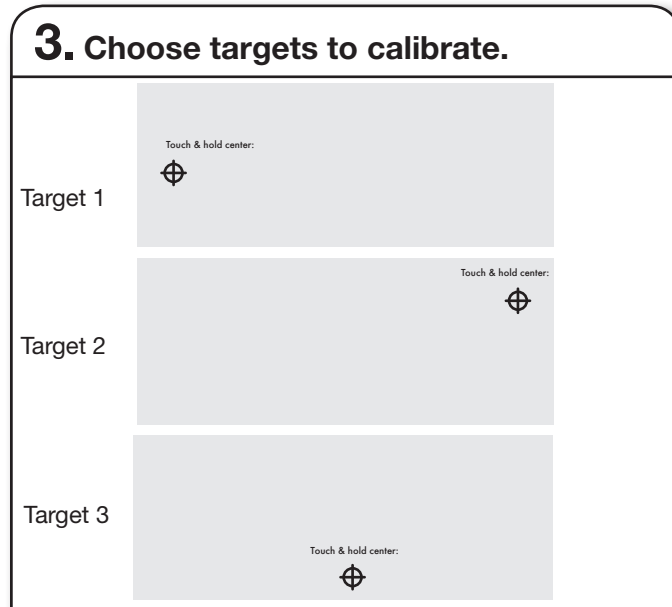 3. Choose targets to calibrate.
Touch & hold center:
Target 1
Touch & hold center:
Target 2
Target 3
Touch & hold center: